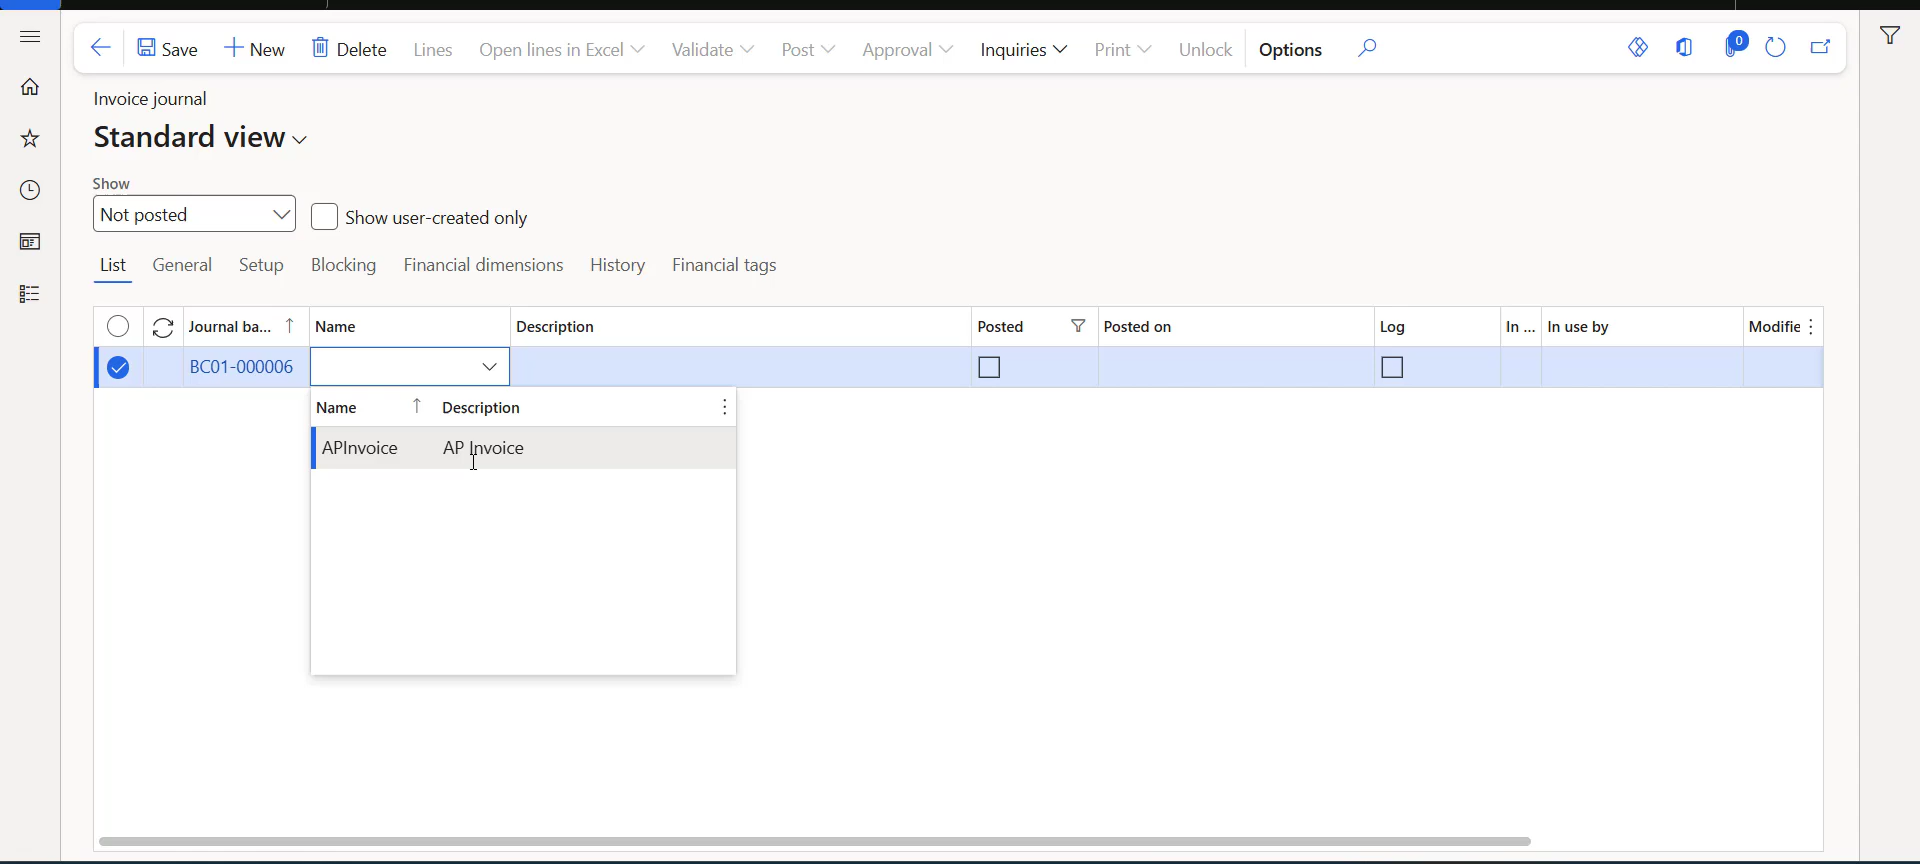 Save New Delete Lines Open lines in Excel Validate Post Approval Inquiries Print Unlock Options 0
Invoice journal
Standard view
Show
Not posted Show user-created only
List General Setup Blocking Financial dimensions History Financial tags
Journal ba... Name Description Posted Posted on Log In ... In use by Modifie
BC01-000006
Name Description
APInvoice AP Invoice